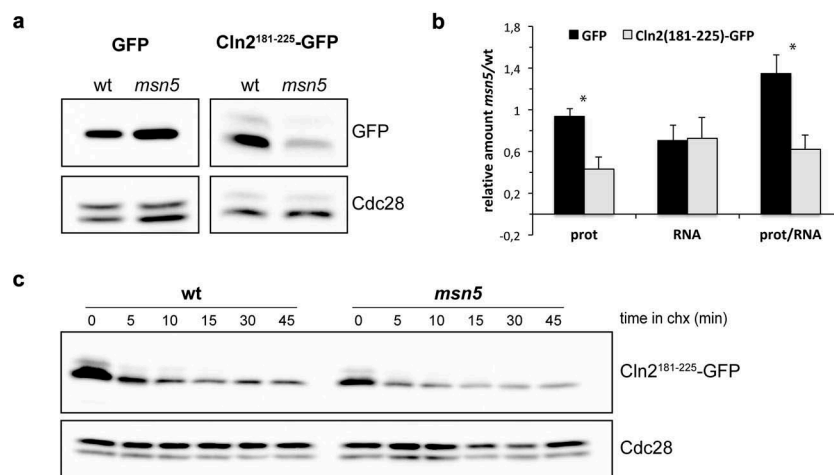 a
GFP Cln2¹⁸¹⁻²²⁵-GFP
wt msn5 wt msn5
GFP
Cdc28
b
GFP Cln2(181-225)-GFP
relative amount msn5/wt
1,8
1,4
1
0,6
0,2
-0,2
* *
prot RNA prot/RNA
c
wt msn5
0 5 10 15 30 45 0 5 10 15 30 45 time in chx (min)
Cln2¹⁸¹⁻²²⁵-GFP
Cdc28